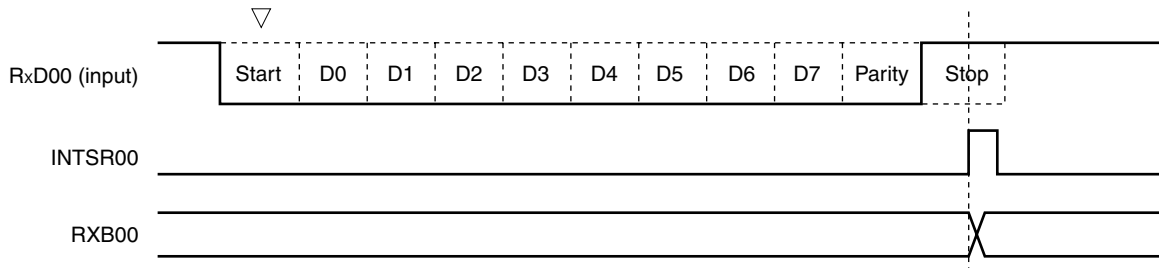 RxD00 (input) Start D0 D1 D2 D3 D4 D5 D6 D7 Parity Stop
INTSR00
RXB00